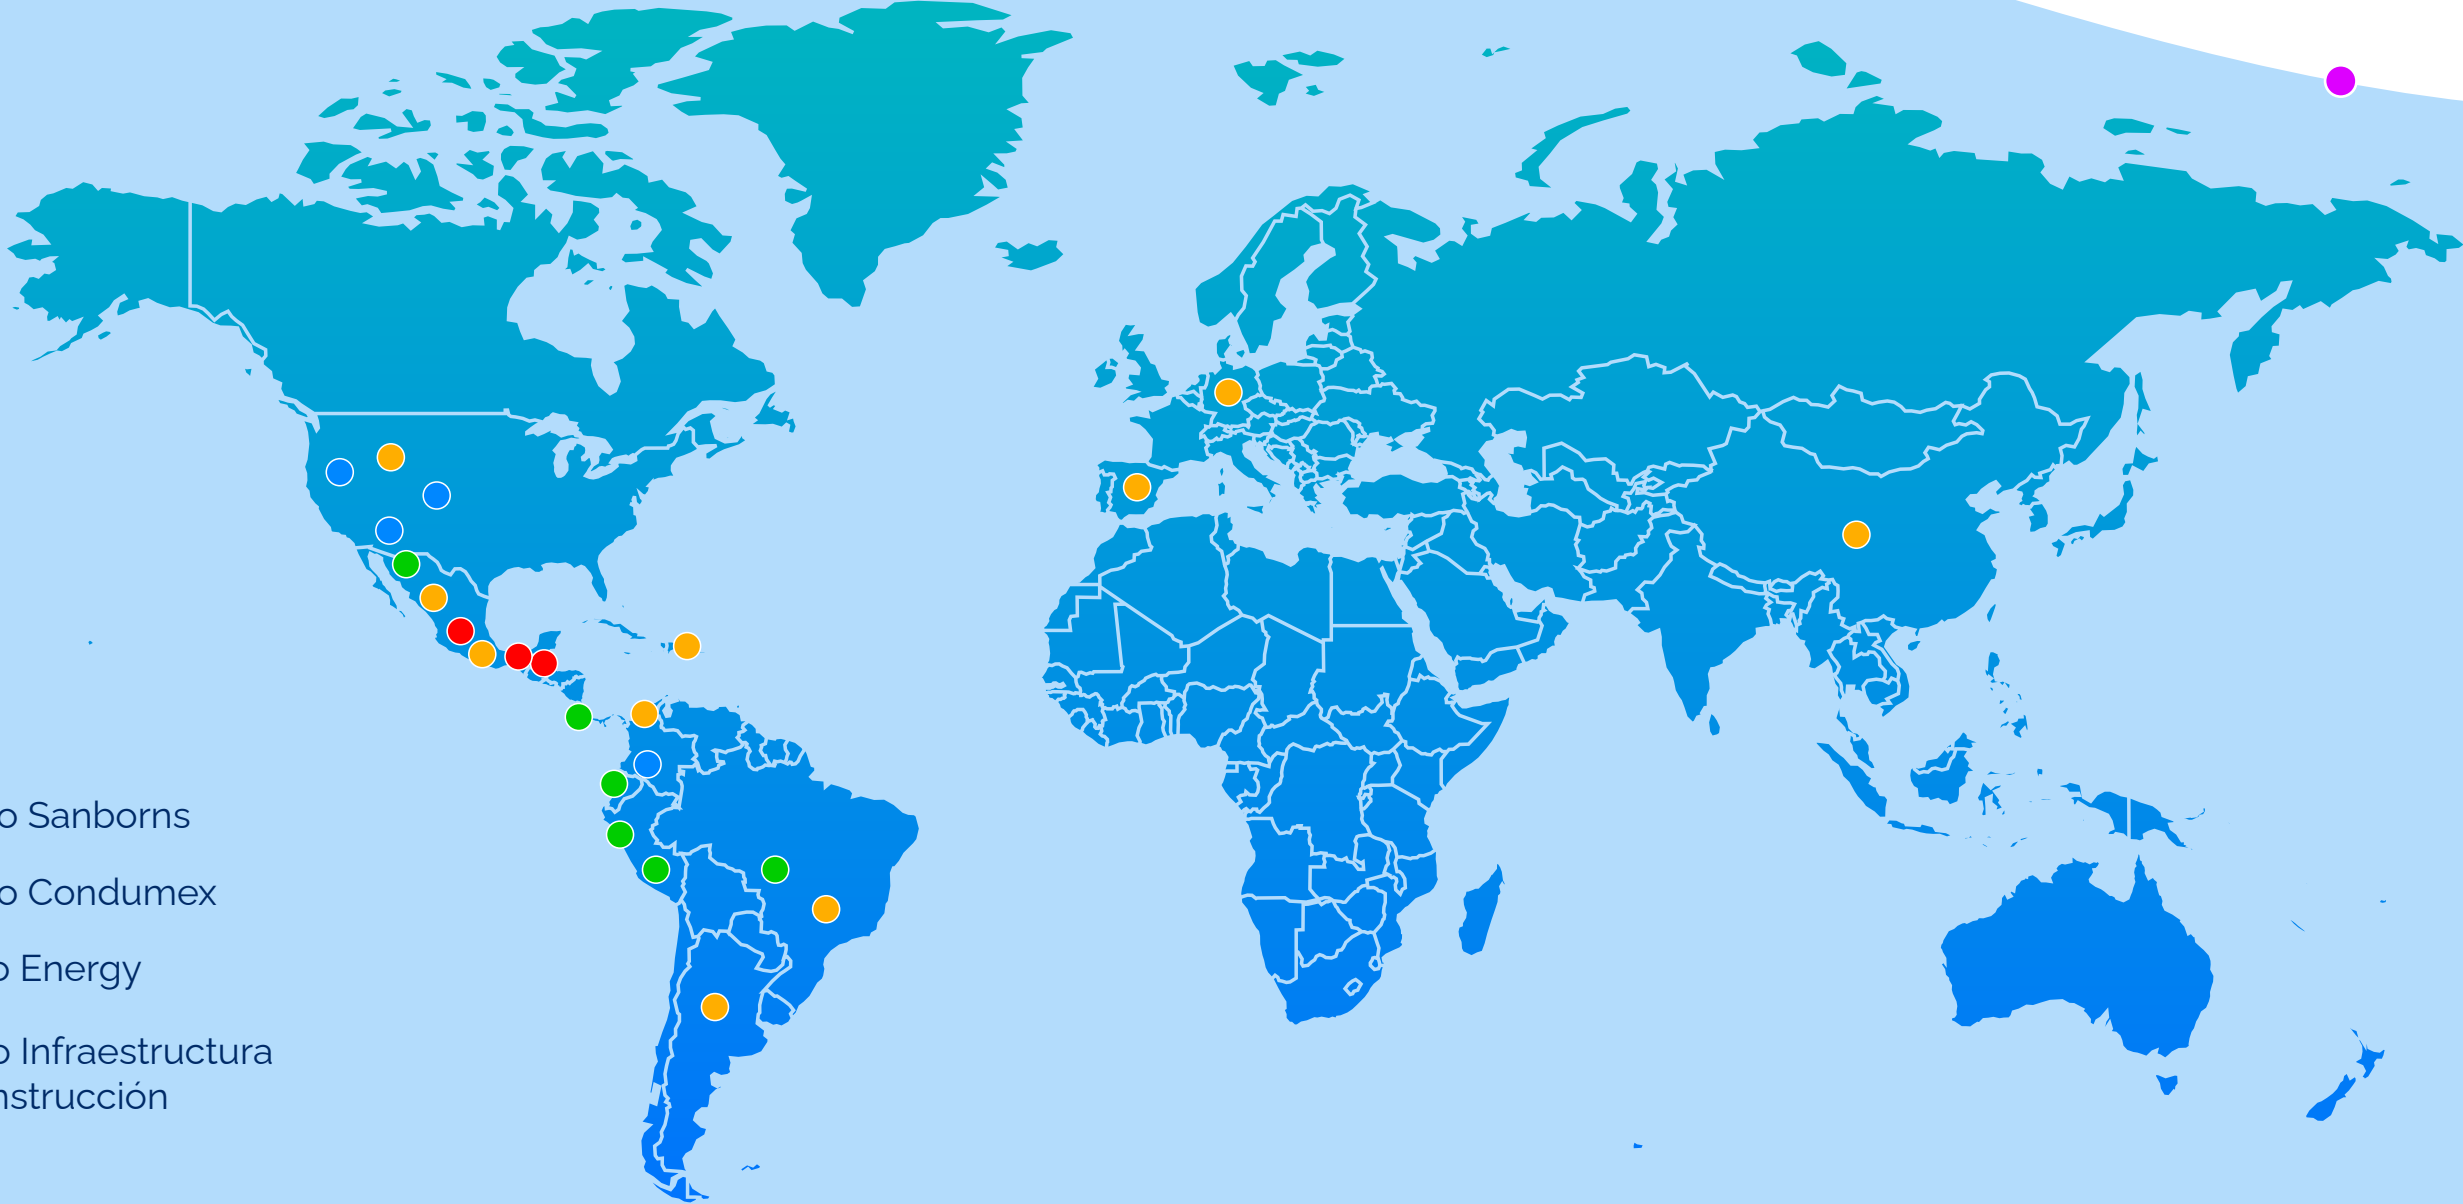 o Sanborns
o Condumex
o Energy
o Infraestructura
nstrucción